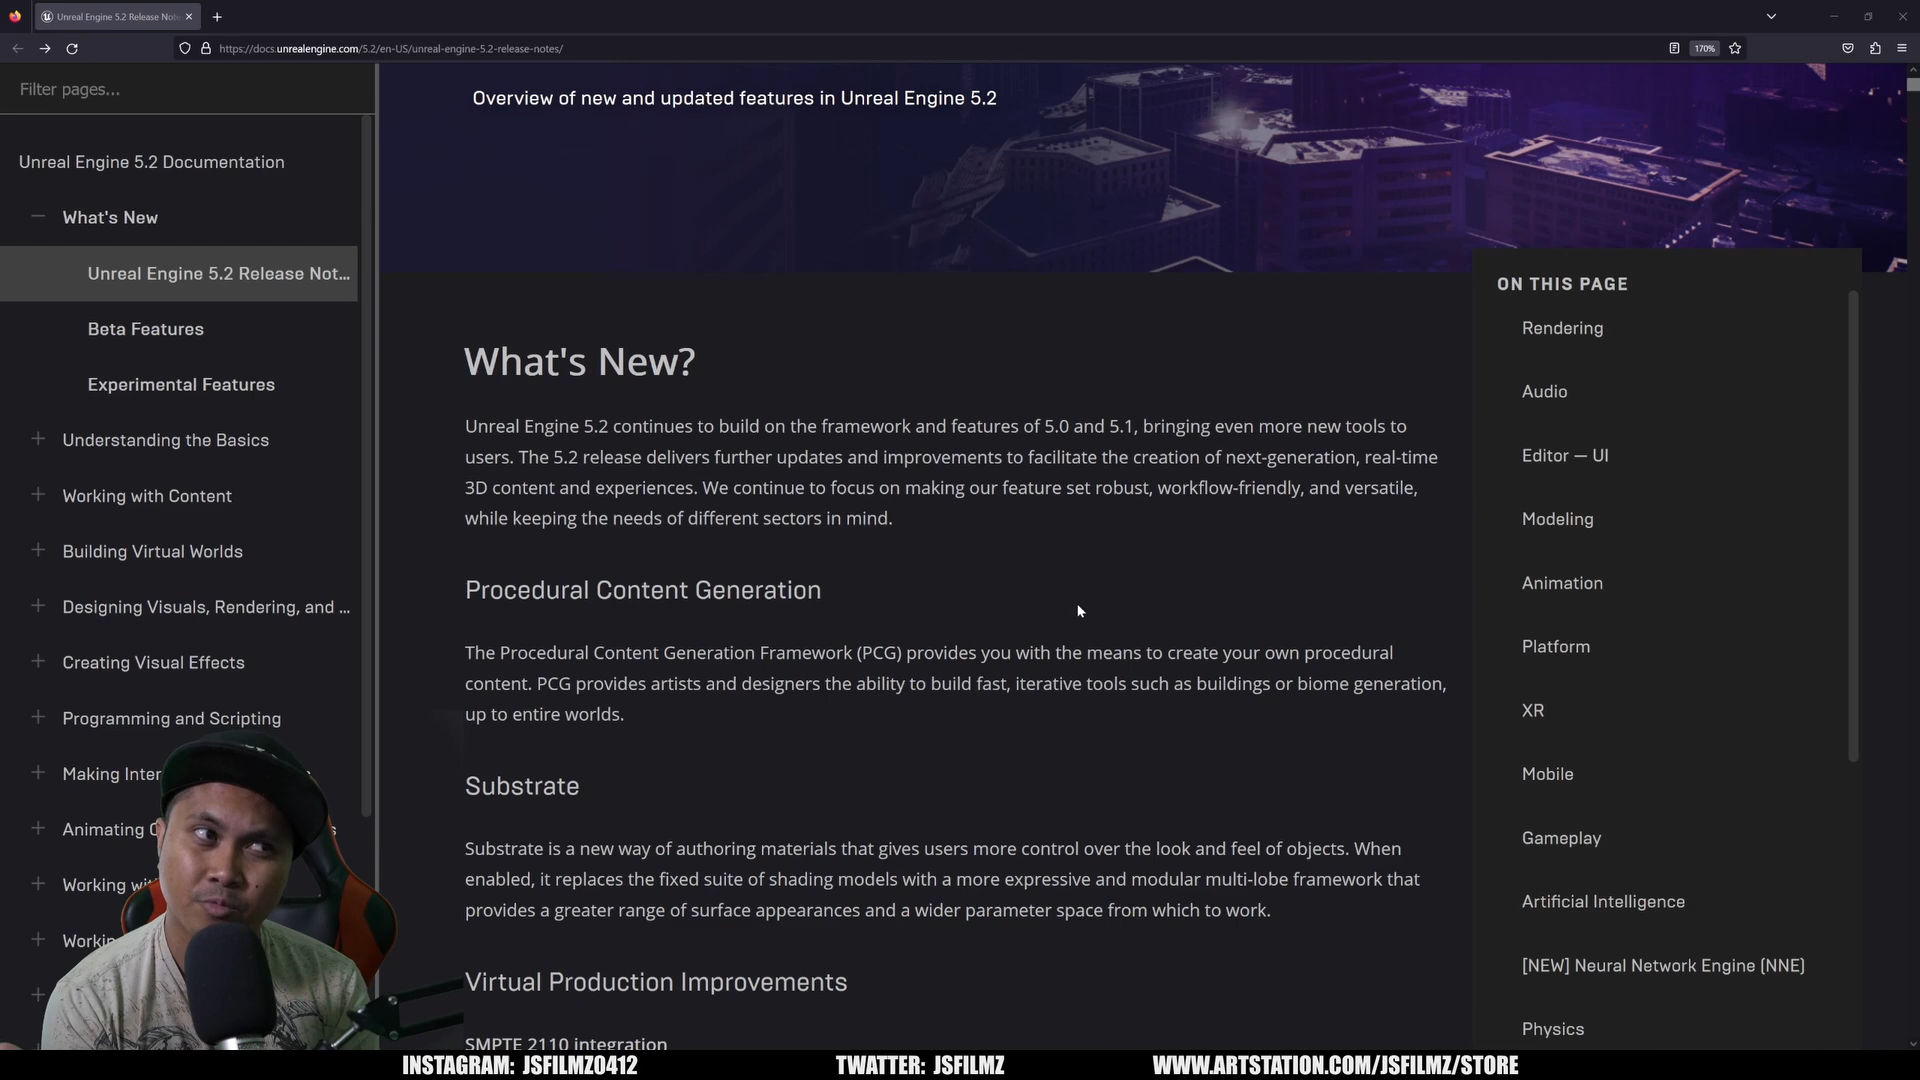 Unreal Engine 5.2 Release Note
https://docs.unrealengine.com/5.2/en-US/unreal-engine-5.2-release-notes/
170%
Filter pages...
Unreal Engine 5.2 Documentation
What's New
Unreal Engine 5.2 Release Not...
Beta Features
Experimental Features
Understanding the Basics
Working with Content
Building Virtual Worlds
Designing Visuals, Rendering, and ...
Creating Visual Effects
Programming and Scripting
Making Inter
Animating
Working
Overview of new and updated features in Unreal Engine 5.2
What's New?
Unreal Engine 5.2 continues to build on the framework and features of 5.0 and 5.1, bringing even more new tools to
users. The 5.2 release delivers further updates and improvements to facilitate the creation of next-generation, real-time
3D content and experiences. We continue to focus on making our feature set robust, workflow-friendly, and versatile,
while keeping the needs of different sectors in mind.
Procedural Content Generation
The Procedural Content Generation Framework (PCG) provides you with the means to create your own procedural
content. PCG provides artists and designers the ability to build fast, iterative tools such as buildings or biome generation,
up to entire worlds.
Substrate
Substrate is a new way of authoring materials that gives users more control over the look and feel of objects. When
enabled, it replaces the fixed suite of shading models with a more expressive and modular multi-lobe framework that
provides a greater range of surface appearances and a wider parameter space from which to work.
Virtual Production Improvements
SMPTE 2110 integration
ON THIS PAGE
Rendering
Audio
Editor — UI
Modeling
Animation
Platform
XR
Mobile
Gameplay
Artificial Intelligence
[NEW] Neural Network Engine (NNE)
Physics
INSTAGRAM: JSFILMZ0412
TWATTER: JSFILMZ
WWW.ARTSTATION.COM/JSFILMZ/STORE